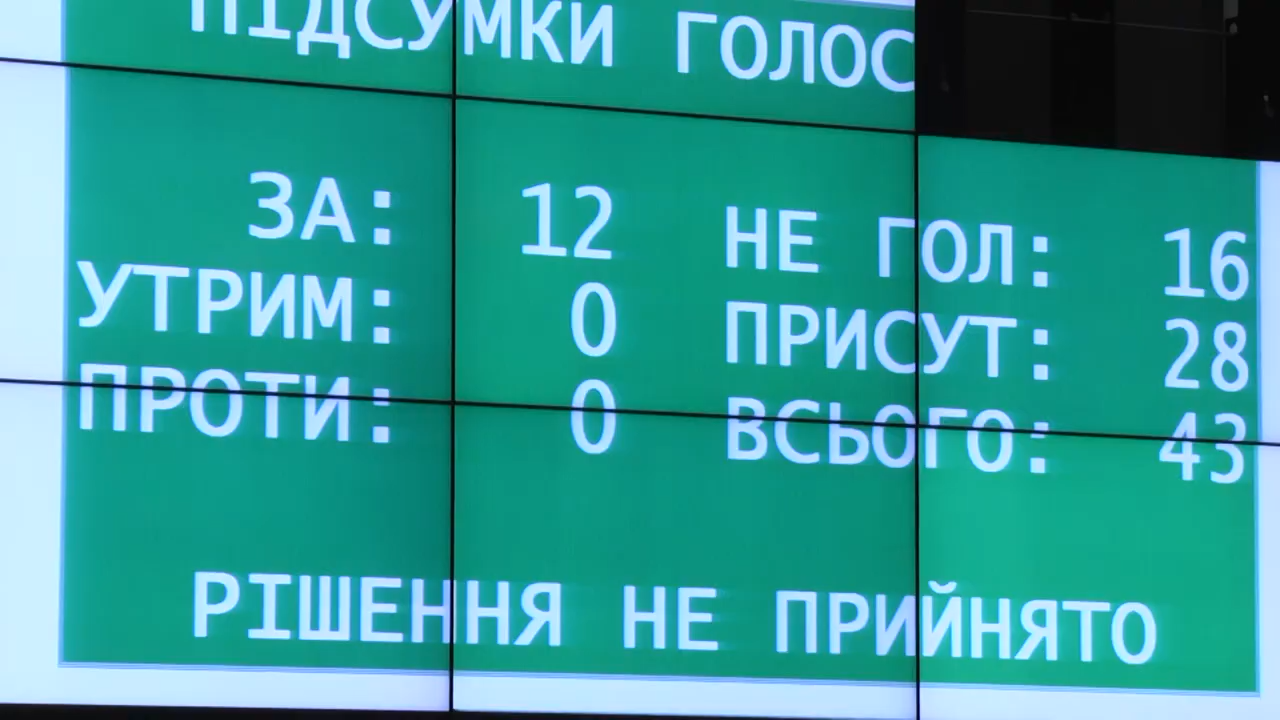 ПІДСУМКИ ГОЛОС
ЗА: 12 НЕ ГОЛ: 16
УТРИМ: 0 ПРИСУТ: 28
ПРОТИ: 0 ВСЬОГО: 43
РІШЕННЯ НЕ ПРИЙНЯТО